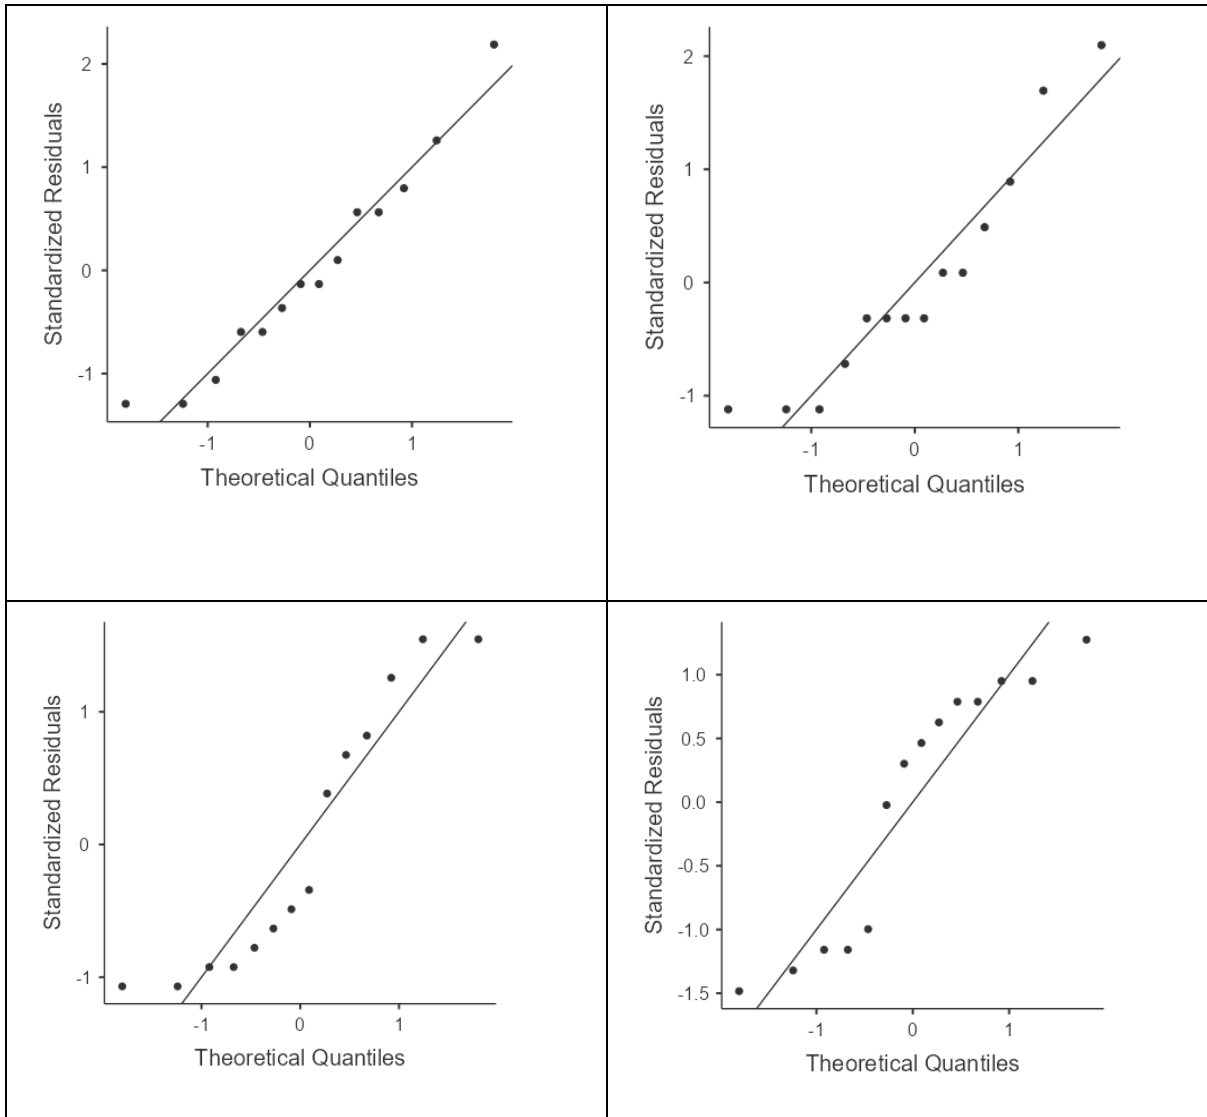 2
1
0
-1
Standardized Residuals
-1 0 1
Theoretical Quantiles
2
1
0
-1
Standardized Residuals
-1 0 1
Theoretical Quantiles
1
0
-1
Standardized Residuals
-1 0 1
Theoretical Quantiles
1.0
0.5
0.0
-0.5
-1.0
-1.5
Standardized Residuals
-1 0 1
Theoretical Quantiles